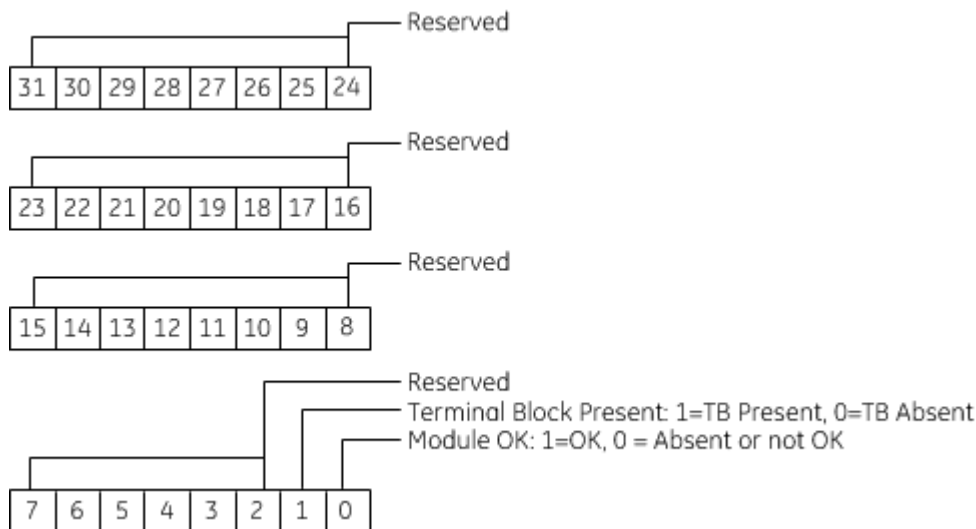 Reserved
31 30 29 28 27 26 25 24
Reserved
23 22 21 20 19 18 17 16
Reserved
15 14 13 12 11 10 9 8
Reserved
Terminal Block Present: 1=TB Present, 0=TB Absent
Module OK: 1=OK, 0 = Absent or not OK
7 6 5 4 3 2 1 0